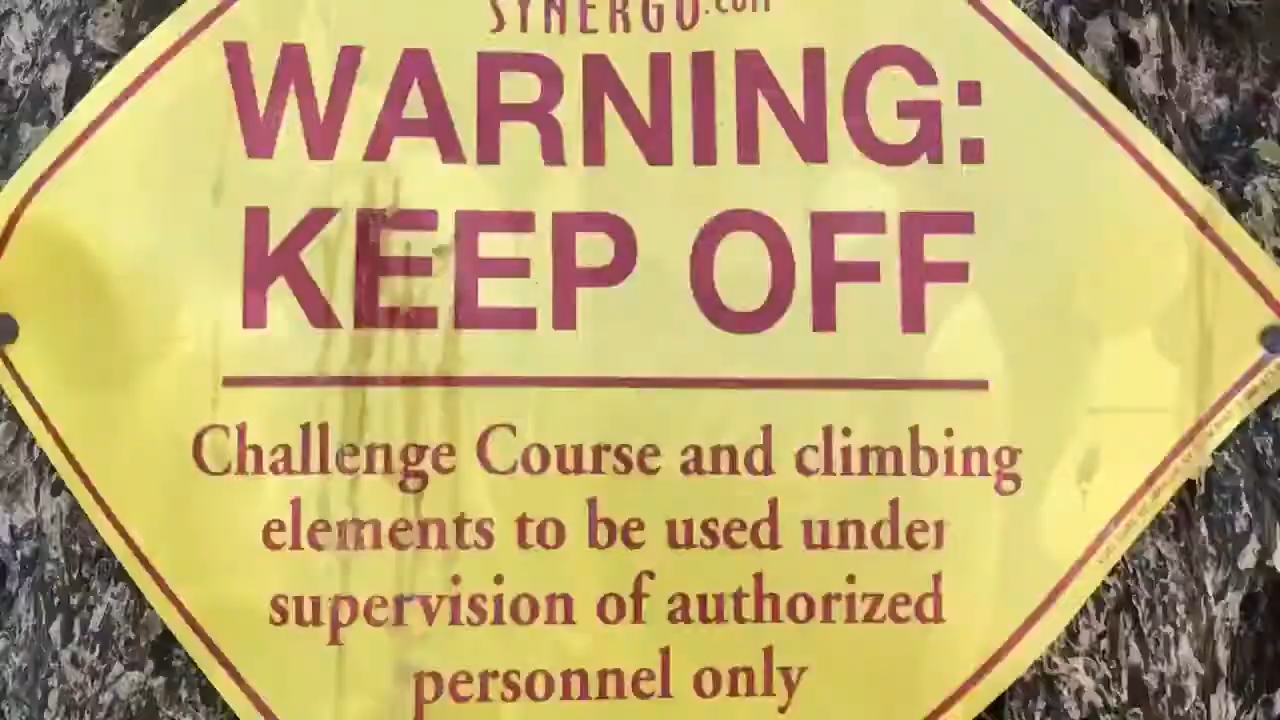 SYNERGO.com
WARNING:
KEEP OFF
Challenge Course and climbing
elements to be used under
supervision of authorized
personnel only